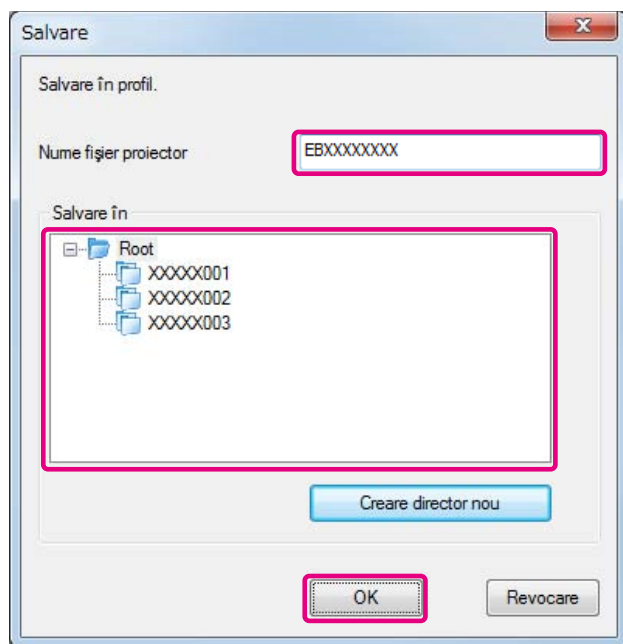 Salvare
Salvare în profil.
Nume fişier proiector
EBXXXXXXXX
Salvare în
Root
XXXXX001
XXXXX002
XXXXX003
Creare director nou
OK
Revocare